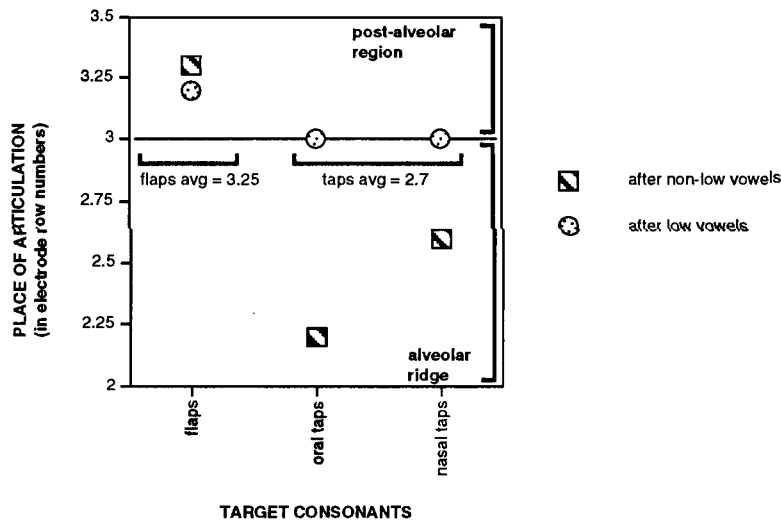 PLACE OF ARTICULATION
(in electrode row numbers)
3.5
3.25
3
2.75
2.5
2.25
2
post-alveolar
region
flaps avg = 3.25
taps avg = 2.7
alveolar
ridge
flaps
oral taps
nasal taps
TARGET CONSONANTS
after non-low vowels
after low vowels